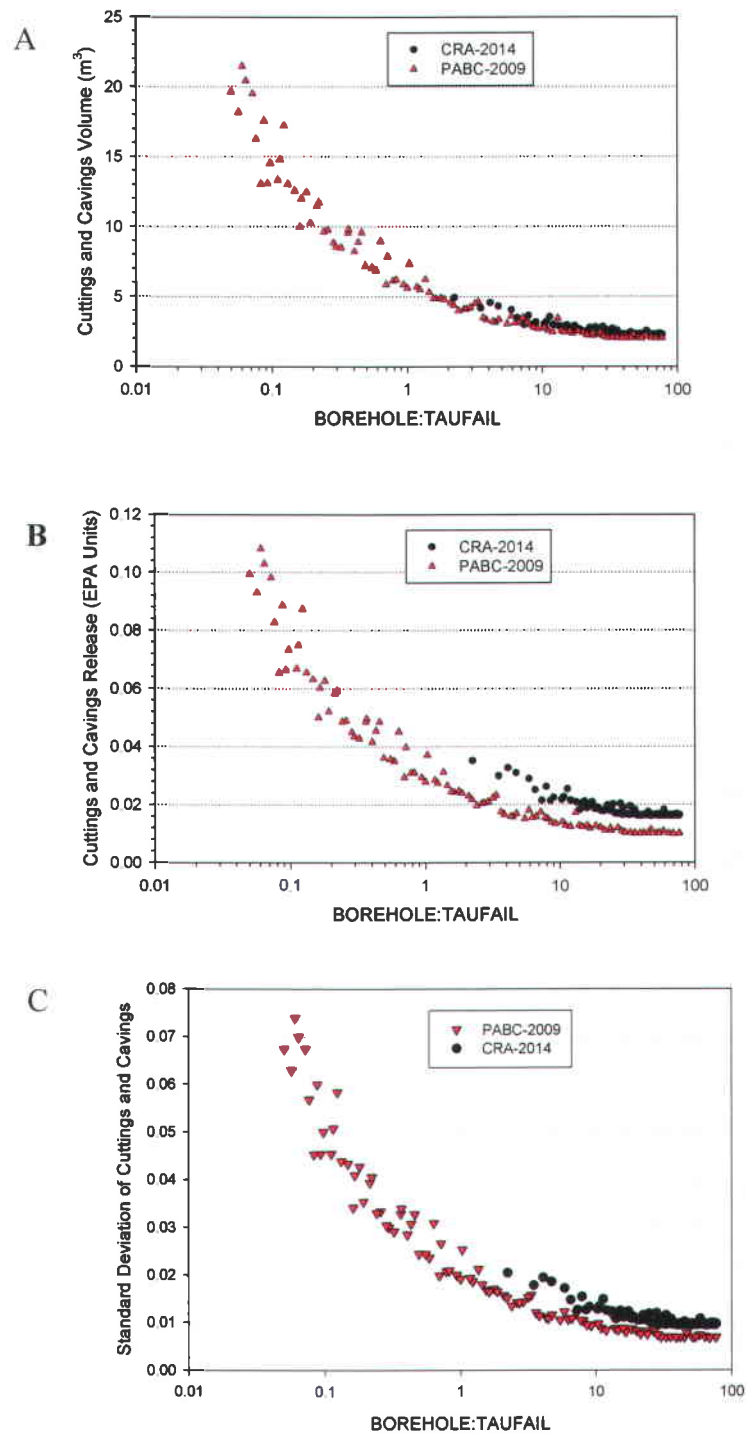 A
Cuttings and Cavings Volume (m³)
25
20
15
10
5
0
CRA-2014
PABC-2009
0.01 0.1 1 10 100
BOREHOLE:TAUFAIL
B
Cuttings and Cavings Release (EPA Units)
0.12
0.10
0.08
0.06
0.04
0.02
0.00
CRA-2014
PABC-2009
0.01 0.1 1 10 100
BOREHOLE:TAUFAIL
C
Standard Deviation of Cuttings and Cavings
0.08
0.07
0.06
0.05
0.04
0.03
0.02
0.01
0.00
PABC-2009
CRA-2014
0.01 0.1 1 10 100
BOREHOLE:TAUFAIL